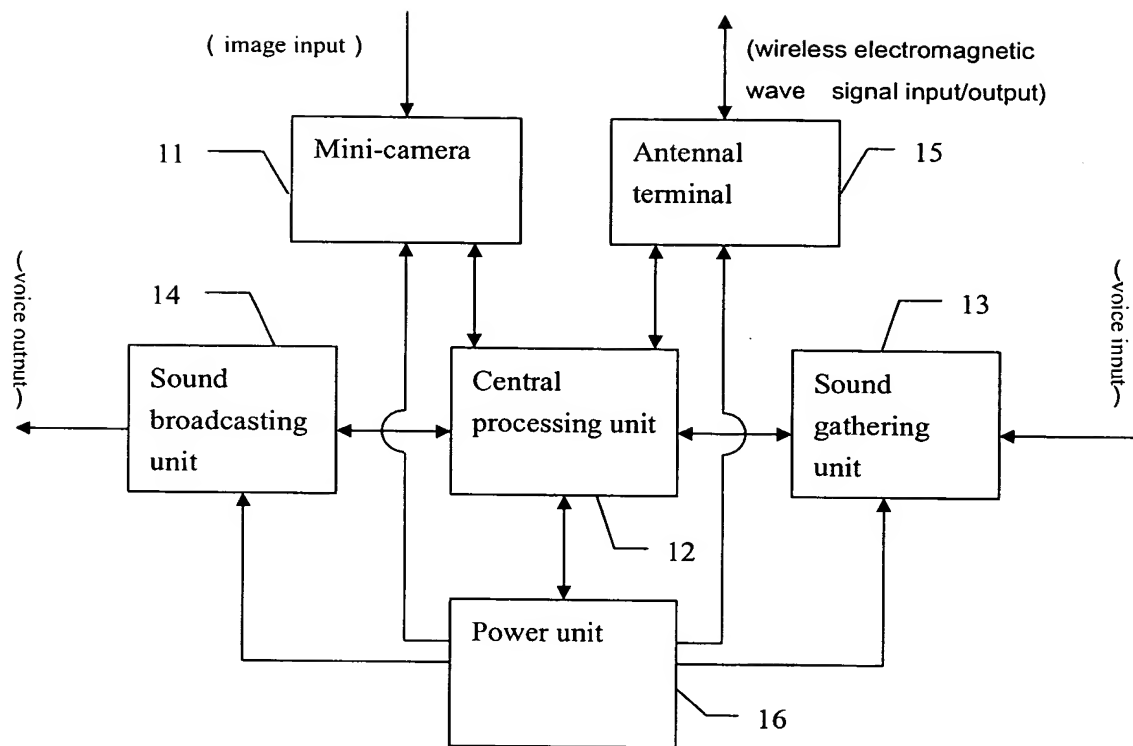 ( image input )
(wireless electromagnetic
wave signal input/output)
11
Mini-camera
Antennal
terminal
15
(voice output)
14
13
(voice input)
Sound
broadcasting
unit
Central
processing unit
Sound
gathering
unit
12
Power unit
16